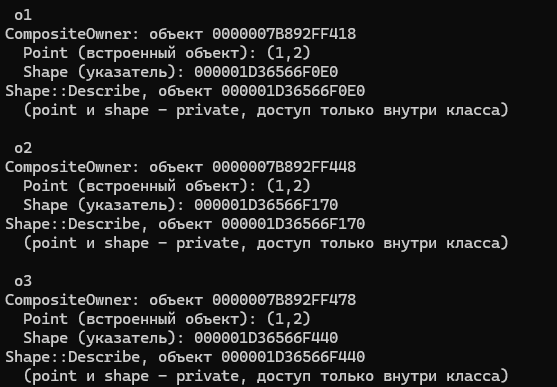 o1
CompositeOwner: объект 0000007B892FF418
Point (встроенный объект): (1,2)
Shape (указатель): 000001D36566F0E0
Shape::Describe, объект 000001D36566F0E0
(point и shape — private, доступ только внутри класса)
o2
CompositeOwner: объект 0000007B892FF448
Point (встроенный объект): (1,2)
Shape (указатель): 000001D36566F170
Shape::Describe, объект 000001D36566F170
(point и shape — private, доступ только внутри класса)
o3
CompositeOwner: объект 0000007B892FF478
Point (встроенный объект): (1,2)
Shape (указатель): 000001D36566F440
Shape::Describe, объект 000001D36566F440
(point и shape — private, доступ только внутри класса)